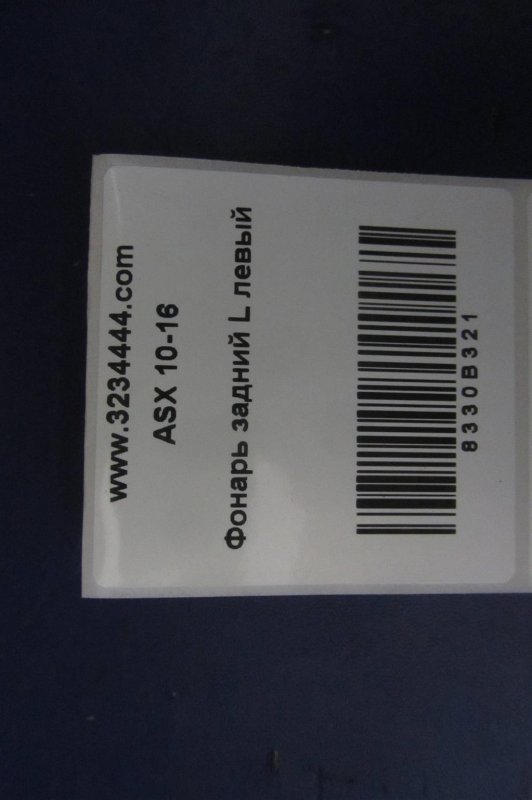 www.3234444.com
ASX 10-16
Фонарь задний L левый
8330B321